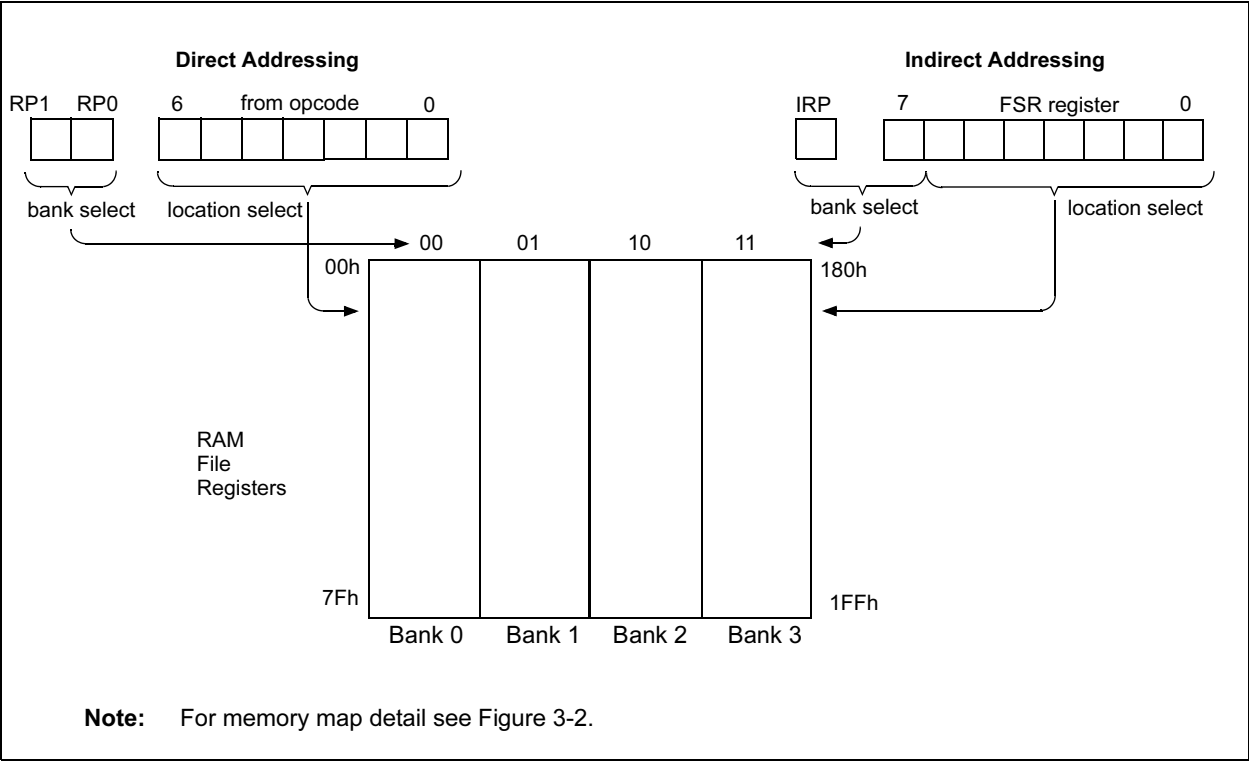 Direct Addressing
Indirect Addressing
RP1 RP0 6 from opcode 0
IRP 7 FSR register 0
bank select location select
bank select location select
00 01 10 11
00h
180h
RAM
File
Registers
7Fh
1FFh
Bank 0 Bank 1 Bank 2 Bank 3
Note: For memory map detail see Figure 3-2.